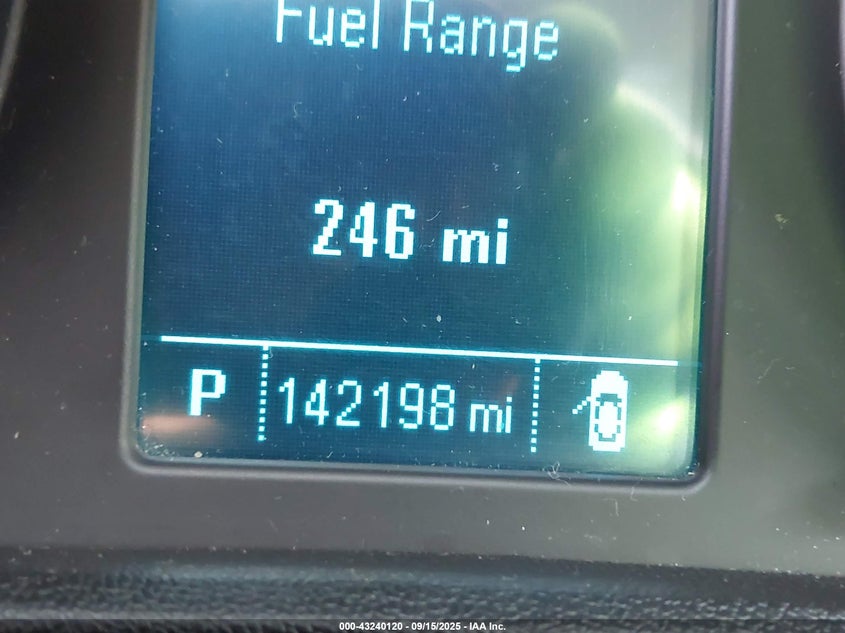 Fuel Range
246 mi
P 142198 mi
000-43240120 - 09/15/2025 - IAA Inc.